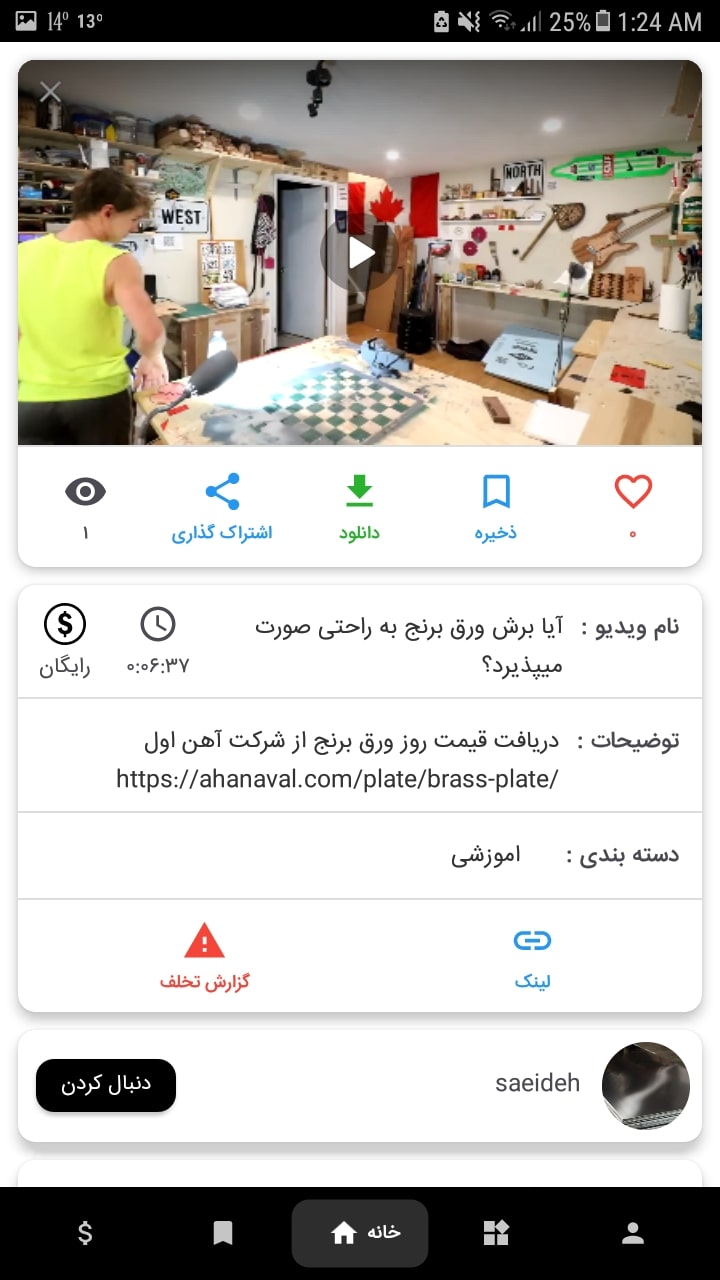 14° 13°
25% 1:24 AM
WEST
NORTH
۱
اشتراک گذاری
دانلود
ذخیره
۰
نام ویدیو : آیا برش ورق برنج به راحتی صورت
میپذیرد؟
۰:۰۶:۳۷
رایگان
توضیحات : دریافت قیمت روز ورق برنج از شرکت آهن اول
https://ahanaval.com/plate/brass-plate/
دسته بندی : اموزشی
لینک
گزارش تخلف
saeideh
دنبال کردن
خانه